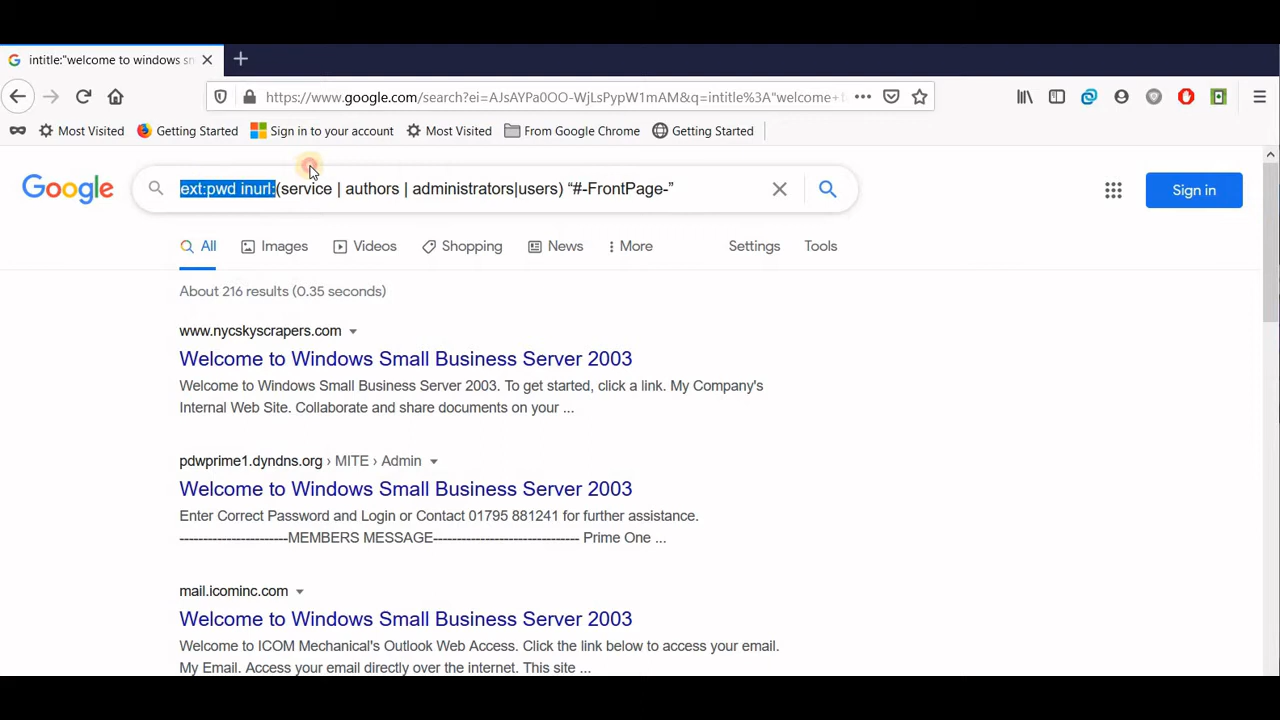 intitle:"welcome to windows sm
https://www.google.com/search?ei=AJsAYPa0OO-WjLsPypW1mAM&q=intitle%3A"welcome+
Most Visited
Getting Started
Sign in to your account
Most Visited
From Google Chrome
Getting Started
Google
ext:pwd inurl:(service | authors | administrators|users) “#-FrontPage-”
Sign in
All
Images
Videos
Shopping
News
More
Settings
Tools
About 216 results (0.35 seconds)
www.nycskyscrapers.com
Welcome to Windows Small Business Server 2003
Welcome to Windows Small Business Server 2003. To get started, click a link. My Company's
Internal Web Site. Collaborate and share documents on your ...
pdwprime1.dyndns.org › MITE › Admin
Welcome to Windows Small Business Server 2003
Enter Correct Password and Login or Contact 01795 881241 for further assistance.
-----------------------MEMBERS MESSAGE------------------------------ Prime One ...
mail.icominc.com
Welcome to Windows Small Business Server 2003
Welcome to ICOM Mechanical's Outlook Web Access. Click the link below to access your email.
My Email. Access your email directly over the internet. This site ...